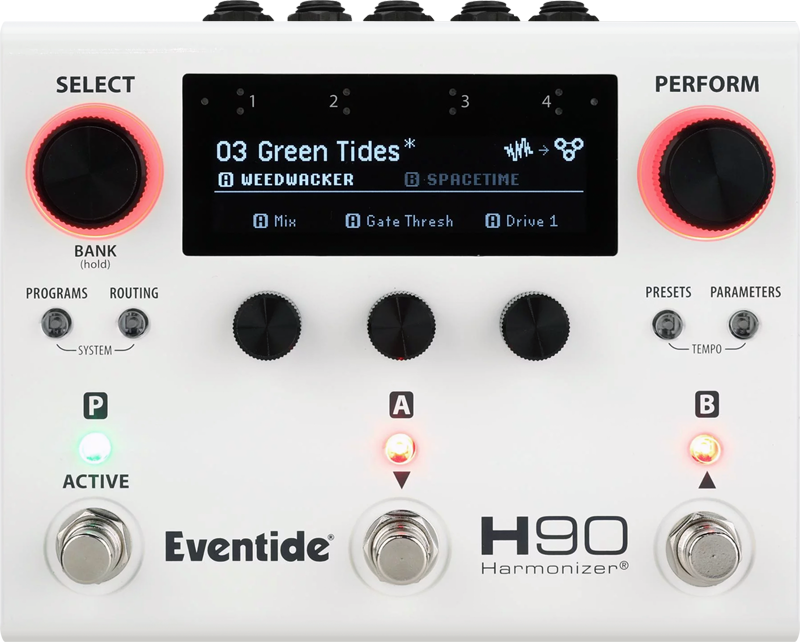 SELECT
PERFORM
1 2 3 4
03 Green Tides*
A WEEDWACKER B SPACETIME
A Mix A Gate Thresh A Drive 1
BANK
(hold)
PROGRAMS ROUTING
SYSTEM
PRESETS PARAMETERS
TEMPO
P A B
ACTIVE
Eventide®
H90
Harmonizer®